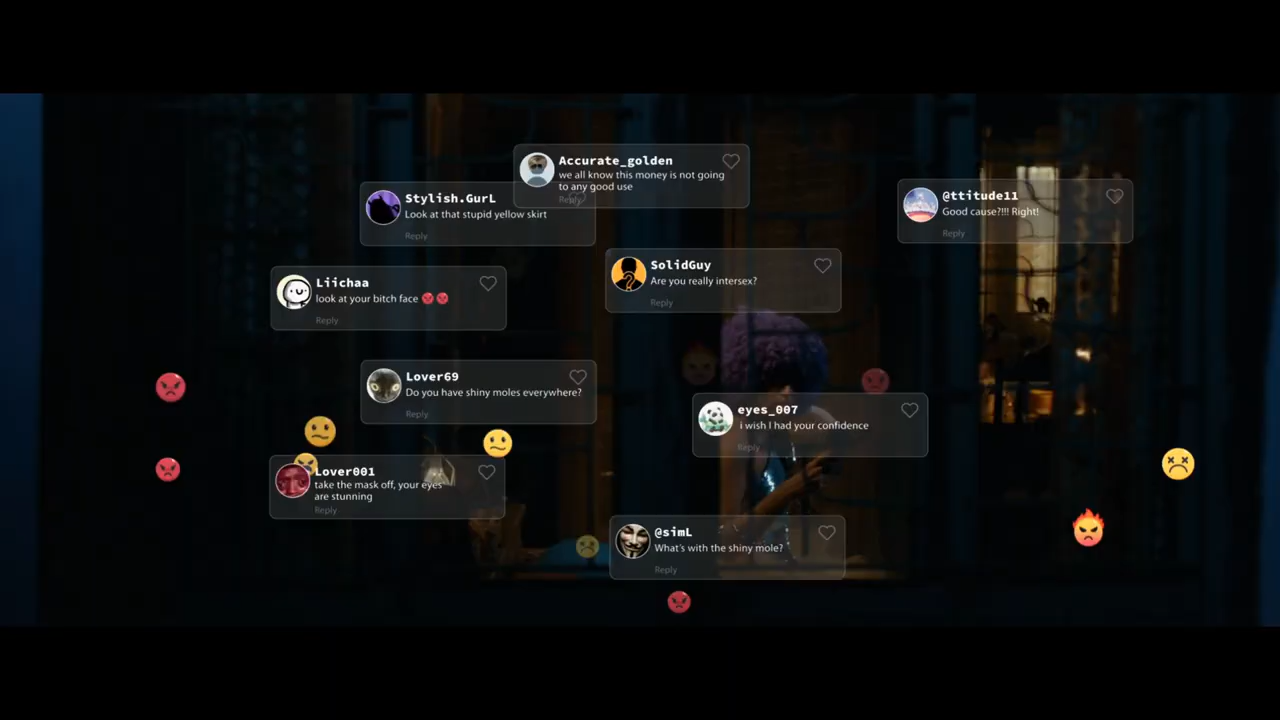 Accurate_golden
we all know this money is not going
to any good use
Reply
Stylish.GurL
Look at that stupid yellow skirt
Reply
@ttitude11
Good cause?!!! Right!
Reply
SolidGuy
Are you really intersex?
Reply
Liichaa
look at your bitch face
Reply
Lover69
Do you have shiny moles everywhere?
Reply
eyes_007
i wish I had your confidence
Reply
Lover001
take the mask off, your eyes
are stunning
Reply
@simL
What's with the shiny mole?
Reply